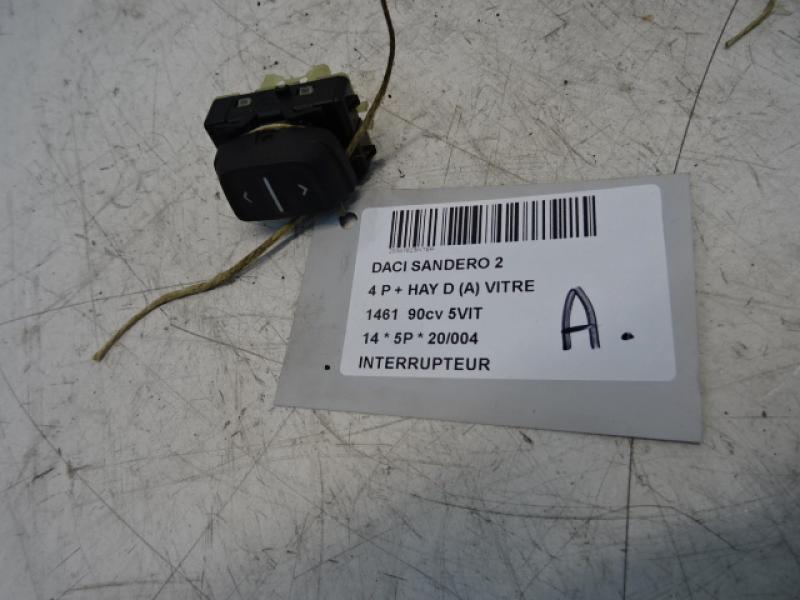 DACI SANDERO 2
4 P + HAY D (A) VITRE
1461 90cv 5VIT
14 * 5P * 20/004
INTERRUPTEUR
A.